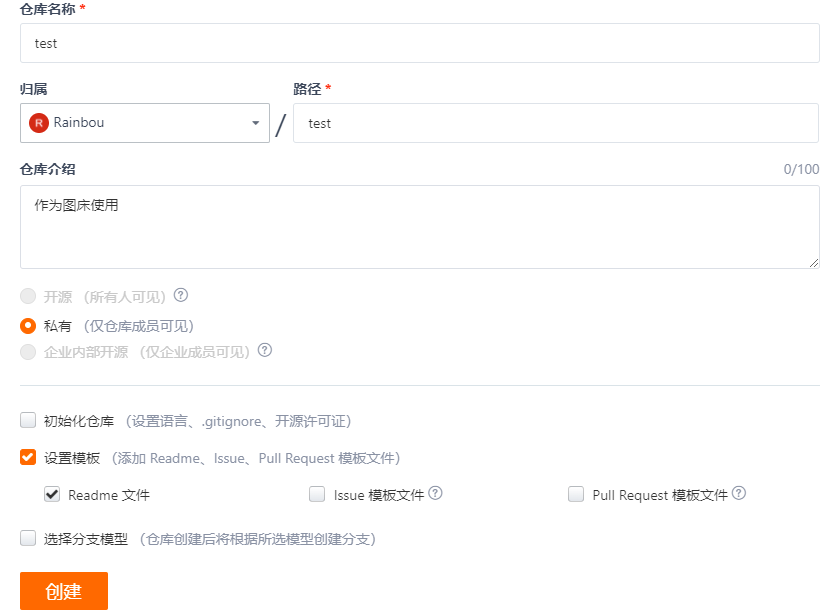 仓库名称 *
test
归属 路径 *
R Rainbou / test
仓库介绍 0/100
作为图床使用
开源 (所有人可见) ?
私有 (仅仓库成员可见)
企业内部开源 (仅企业成员可见) ?
初始化仓库 (设置语言、.gitignore、开源许可证)
设置模板 (添加 Readme、Issue、Pull Request 模板文件)
Readme 文件 Issue 模板文件 ? Pull Request 模板文件 ?
选择分支模型 (仓库创建后将根据所选模型创建分支)
创建